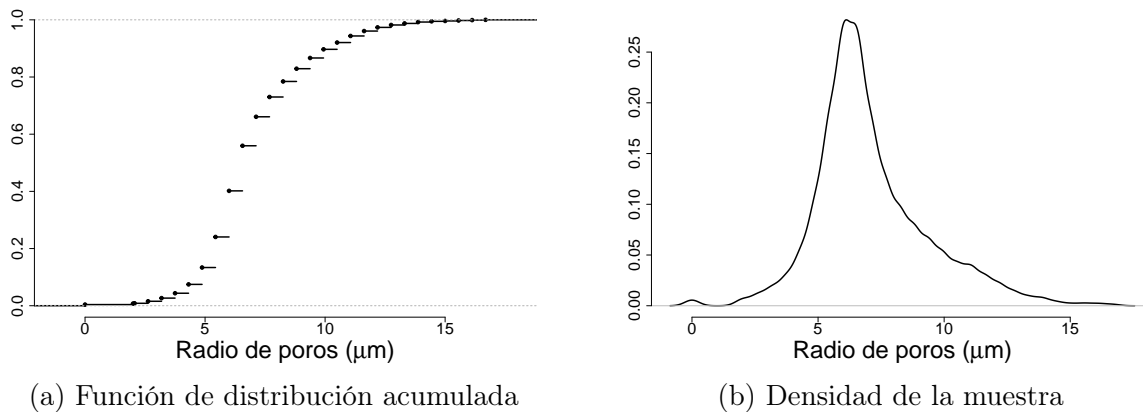 1.0
0.8
0.6
0.4
0.2
0.0
0 5 10 15
Radio de poros (μm)
(a) Función de distribución acumulada
0.25
0.20
0.15
0.10
0.05
0.00
0 5 10 15
Radio de poros (μm)
(b) Densidad de la muestra